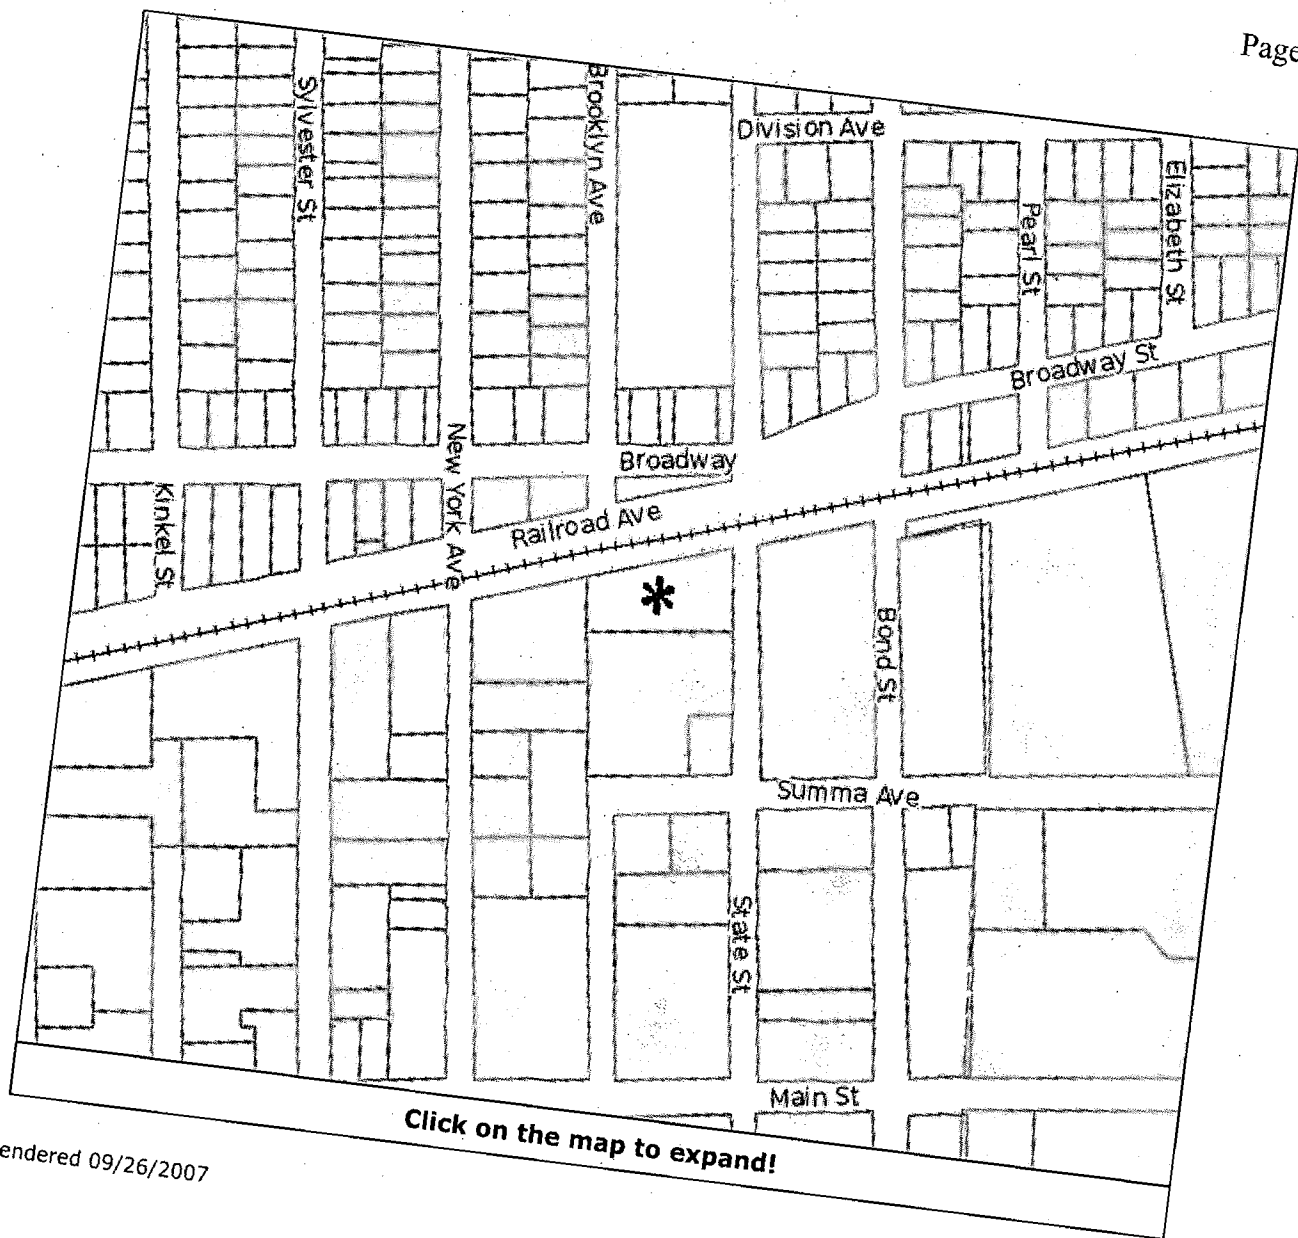 Page
Division Ave
Sylvester St
Brooklyn Ave
Elizabeth St
Pearl St
Broadway St
New York Ave
Broadway
Kinkel St
Railroad Ave
*
Bond St
Summa Ave
State St
Main St
Click on the map to expand!
endered 09/26/2007